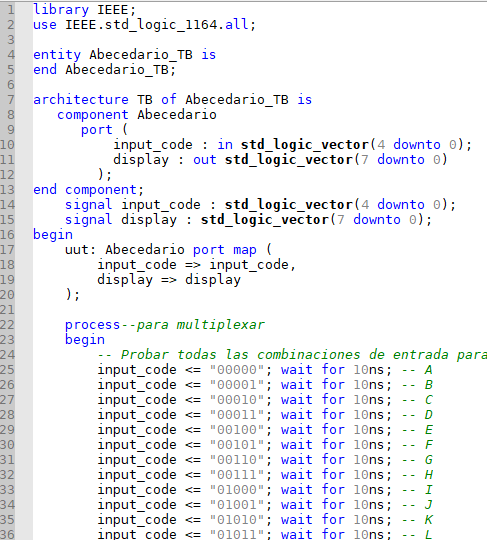 1 library IEEE;
2 use IEEE.std_logic_1164.all;
3
4 entity Abecedario_TB is
5 end Abecedario_TB;
6
7 architecture TB of Abecedario_TB is
8 component Abecedario
9 port (
10 input_code : in std_logic_vector(4 downto 0);
11 display : out std_logic_vector(7 downto 0)
12 );
13 end component;
14 signal input_code : std_logic_vector(4 downto 0);
15 signal display : std_logic_vector(7 downto 0);
16 begin
17 uut: Abecedario port map (
18 input_code => input_code,
19 display => display
20 );
21
22 process--para multiplexar
23 begin
24 -- Probar todas las combinaciones de entrada para
25 input_code <= "00000"; wait for 10ns; -- A
26 input_code <= "00001"; wait for 10ns; -- B
27 input_code <= "00010"; wait for 10ns; -- C
28 input_code <= "00011"; wait for 10ns; -- D
29 input_code <= "00100"; wait for 10ns; -- E
30 input_code <= "00101"; wait for 10ns; -- F
31 input_code <= "00110"; wait for 10ns; -- G
32 input_code <= "00111"; wait for 10ns; -- H
33 input_code <= "01000"; wait for 10ns; -- I
34 input_code <= "01001"; wait for 10ns; -- J
35 input_code <= "01010"; wait for 10ns; -- K
36 input_code <= "01011"; wait for 10ns; -- L